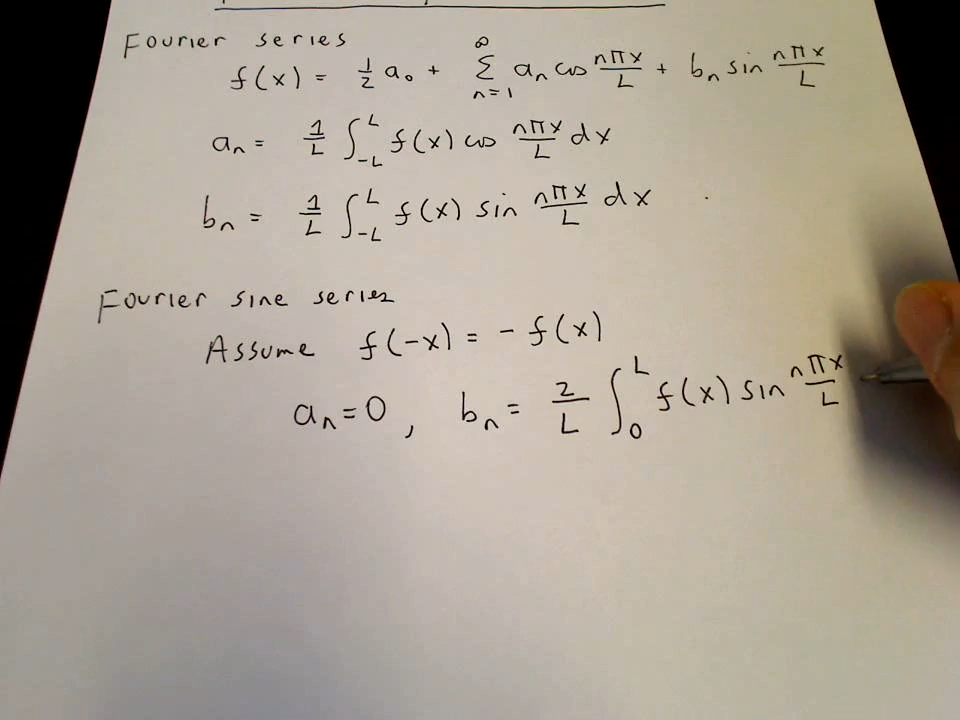 Fourier series
f(x) = 1/2 a₀ + ∞ Σ n=1 aₙ cos nπx/L + bₙ sin nπx/L
aₙ = 1/L ∫_{-L}^{L} f(x) cos nπx/L dx
bₙ = 1/L ∫_{-L}^{L} f(x) sin nπx/L dx
Fourier sine series
Assume f(-x) = - f(x)
aₙ = 0 , bₙ = 2/L ∫_{0}^{L} f(x) sin nπx/L